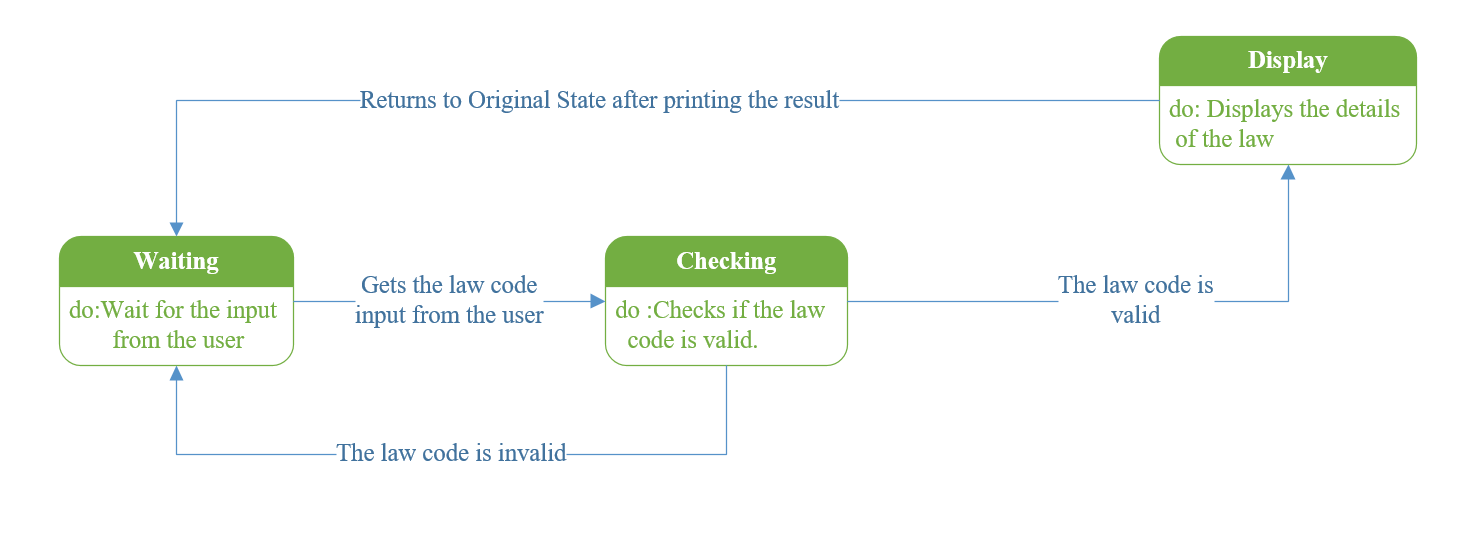 Display
do: Displays the details
of the law
Returns to Original State after printing the result
Waiting
do:Wait for the input
from the user
Gets the law code
input from the user
Checking
do :Checks if the law
code is valid.
The law code is
valid
The law code is invalid